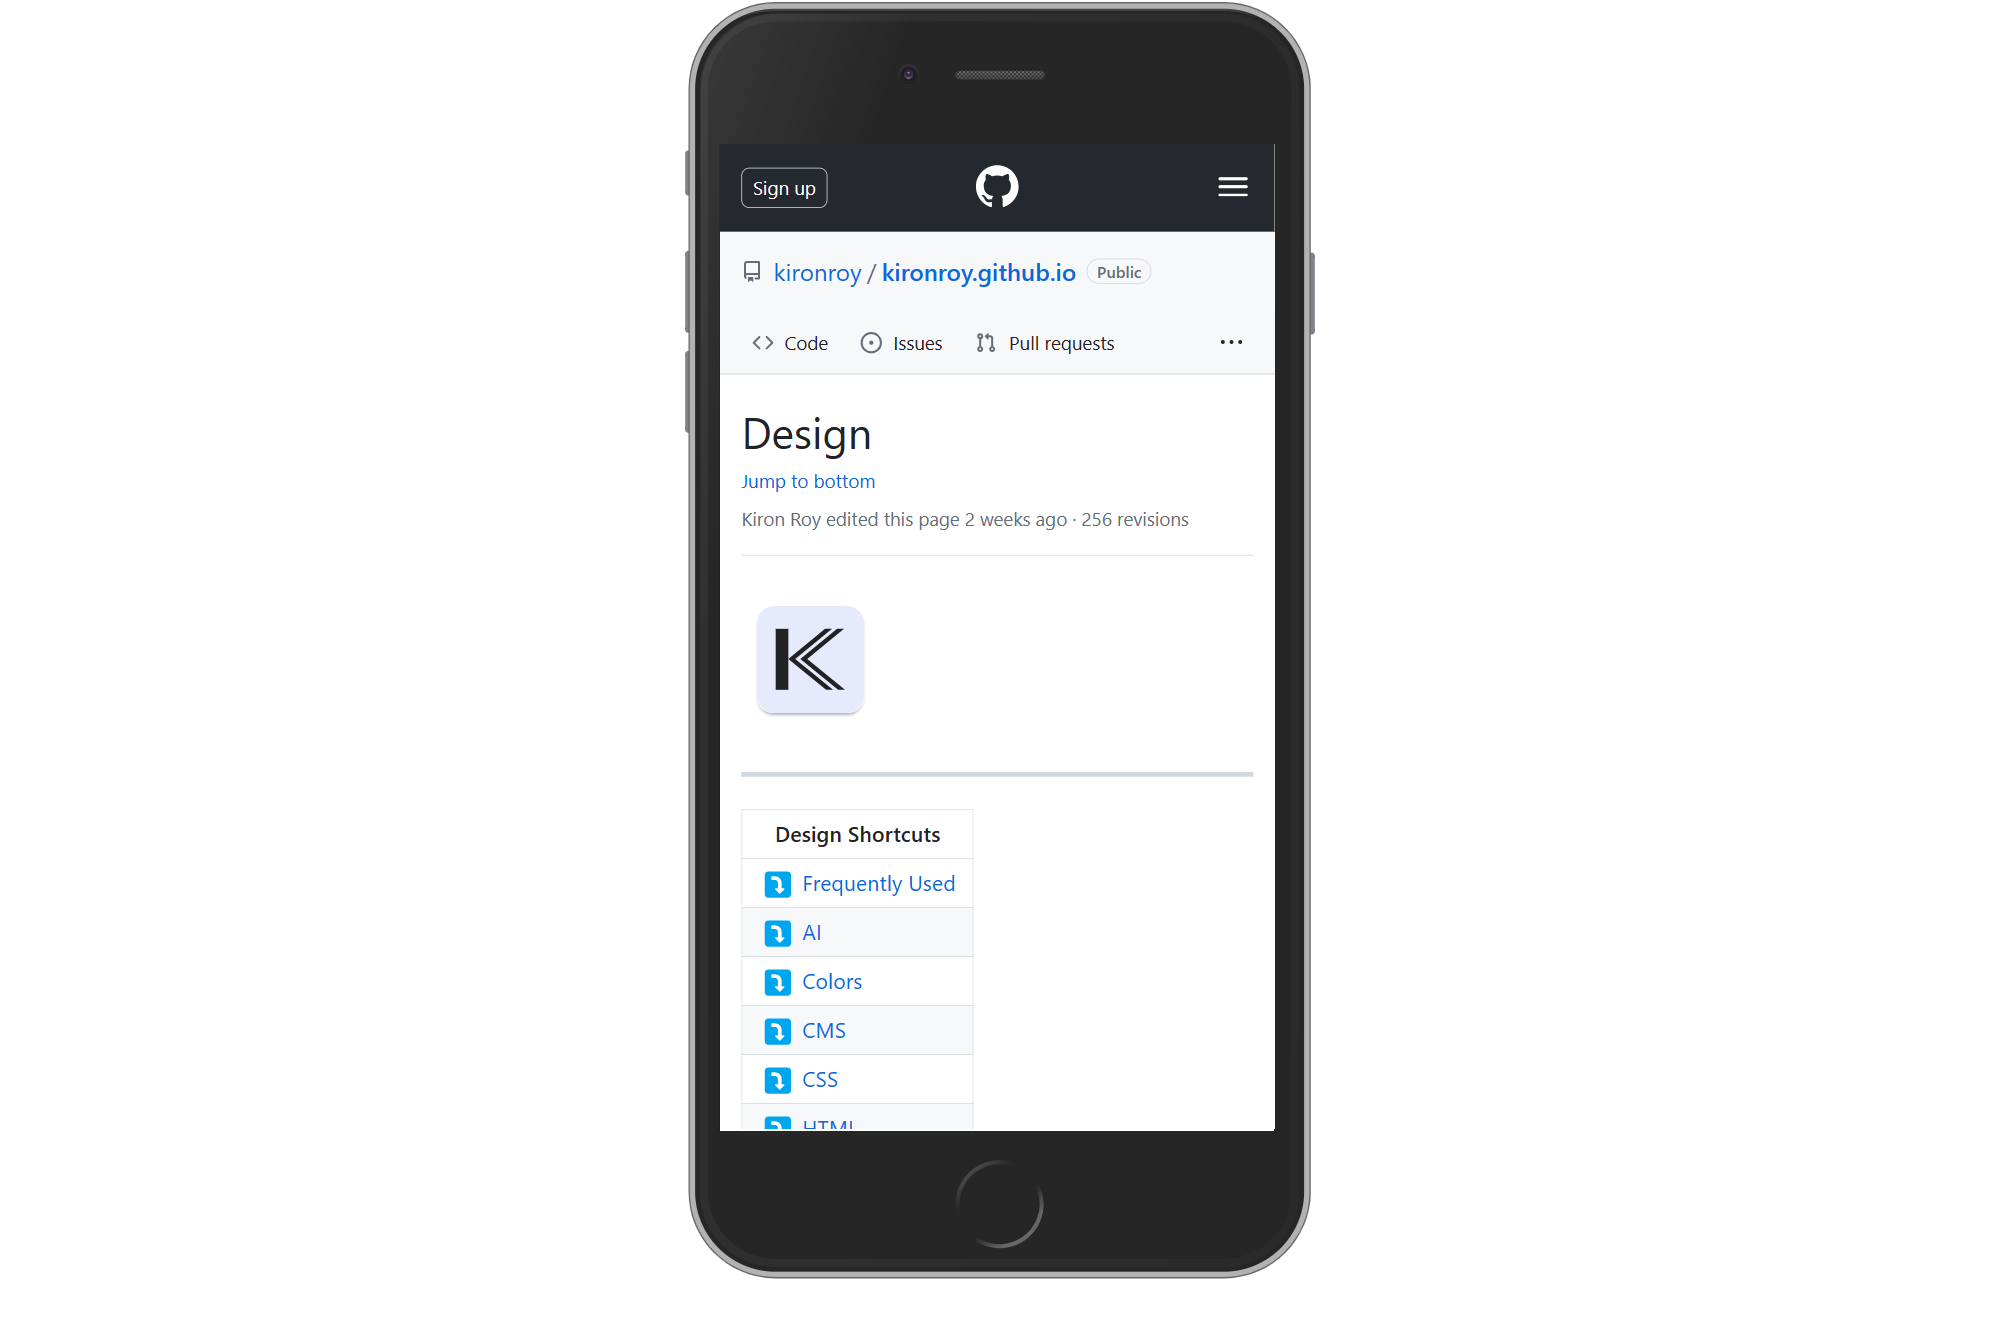 Sign up
kironroy / kironroy.github.io Public
Code Issues Pull requests
Design
Jump to bottom
Kiron Roy edited this page 2 weeks ago · 256 revisions
K
Design Shortcuts
Frequently Used
AI
Colors
CMS
CSS
HTML